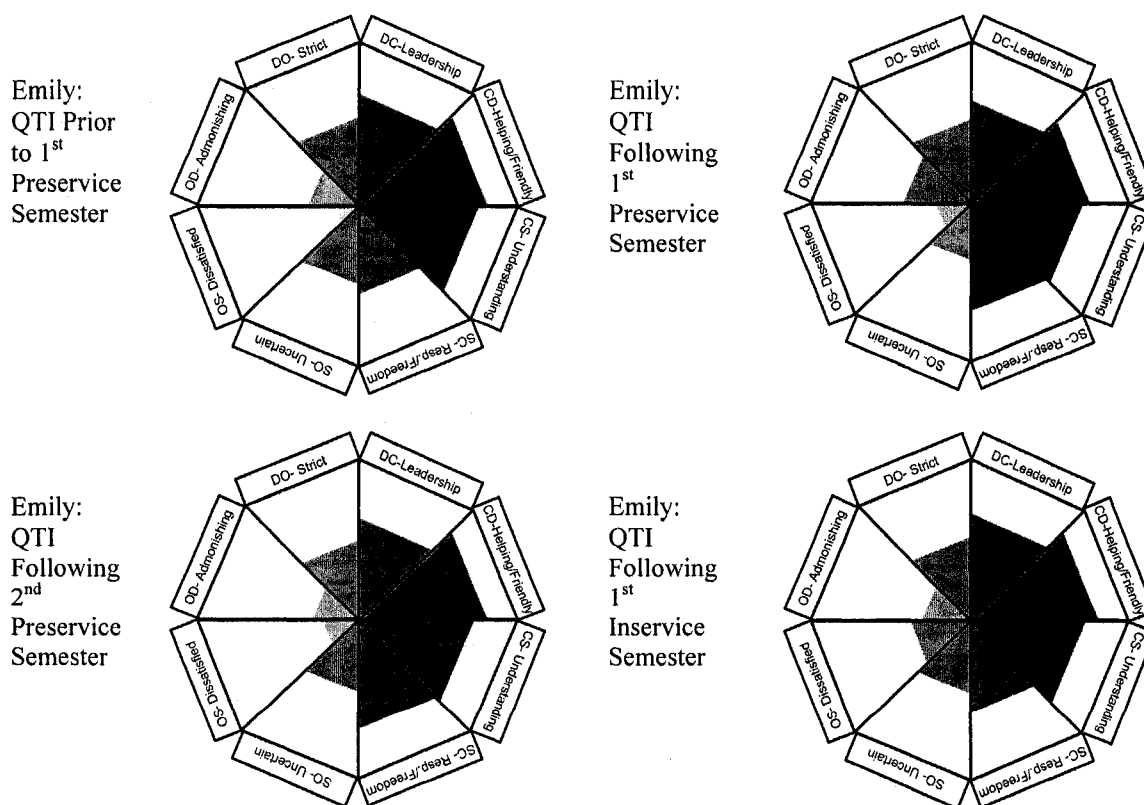 Emily:
QTI Prior
to 1st
Preservice
Semester
DO- Strict
DC-Leadership
CD-Helping/Friendly
CS- Understanding
SC- Resp./Freedom
SO- Uncertain
OS- Dissatisfied
OD- Admonishing
Emily:
QTI
Following
1st
Preservice
Semester
DO- Strict
DC-Leadership
CD-Helping/Friendly
CS- Understanding
SC- Resp./Freedom
SO- Uncertain
OS- Dissatisfied
OD- Admonishing
Emily:
QTI
Following
2nd
Preservice
Semester
DO- Strict
DC-Leadership
CD-Helping/Friendly
CS- Understanding
SC- Resp./Freedom
SO- Uncertain
OS- Dissatisfied
OD- Admonishing
Emily:
QTI
Following
1st
Inservice
Semester
DO- Strict
DC-Leadership
CD-Helping/Friendly
CS- Understanding
SC- Resp./Freedom
SO- Uncertain
OS- Dissatisfied
OD- Admonishing